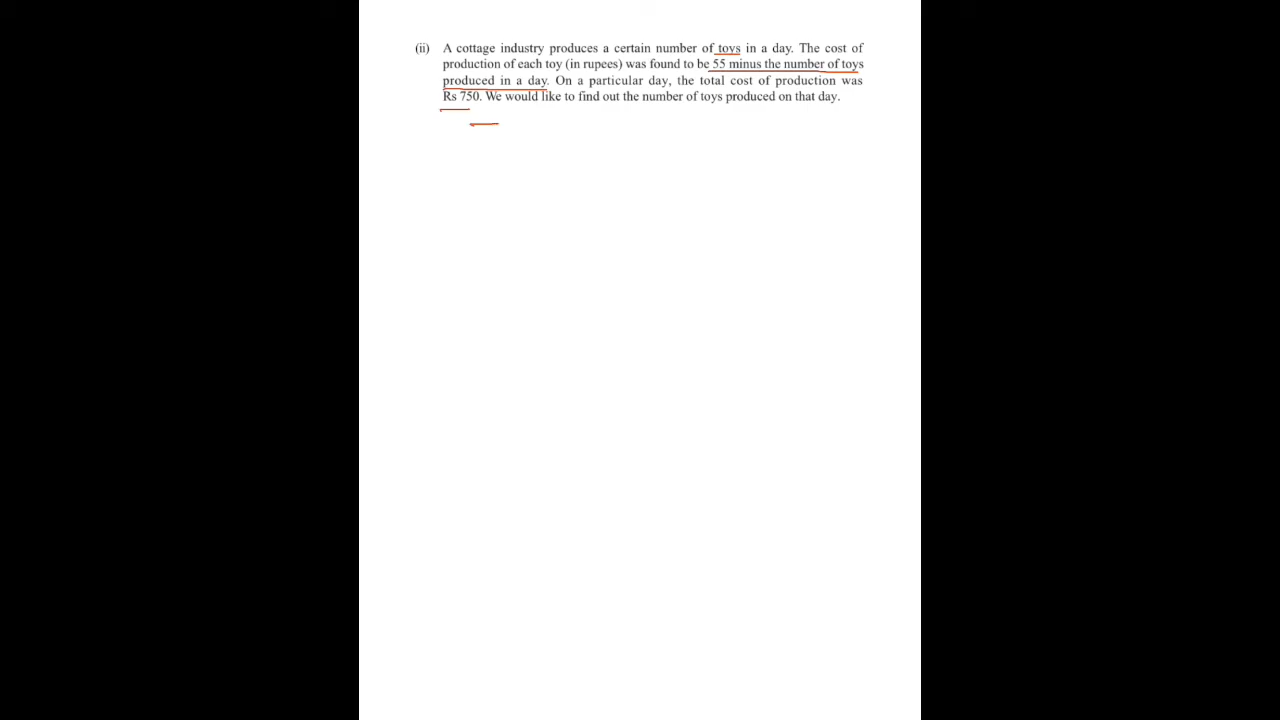 (ii) A cottage industry produces a certain number of toys in a day. The cost of
production of each toy (in rupees) was found to be 55 minus the number of toys
produced in a day. On a particular day, the total cost of production was
Rs 750. We would like to find out the number of toys produced on that day.